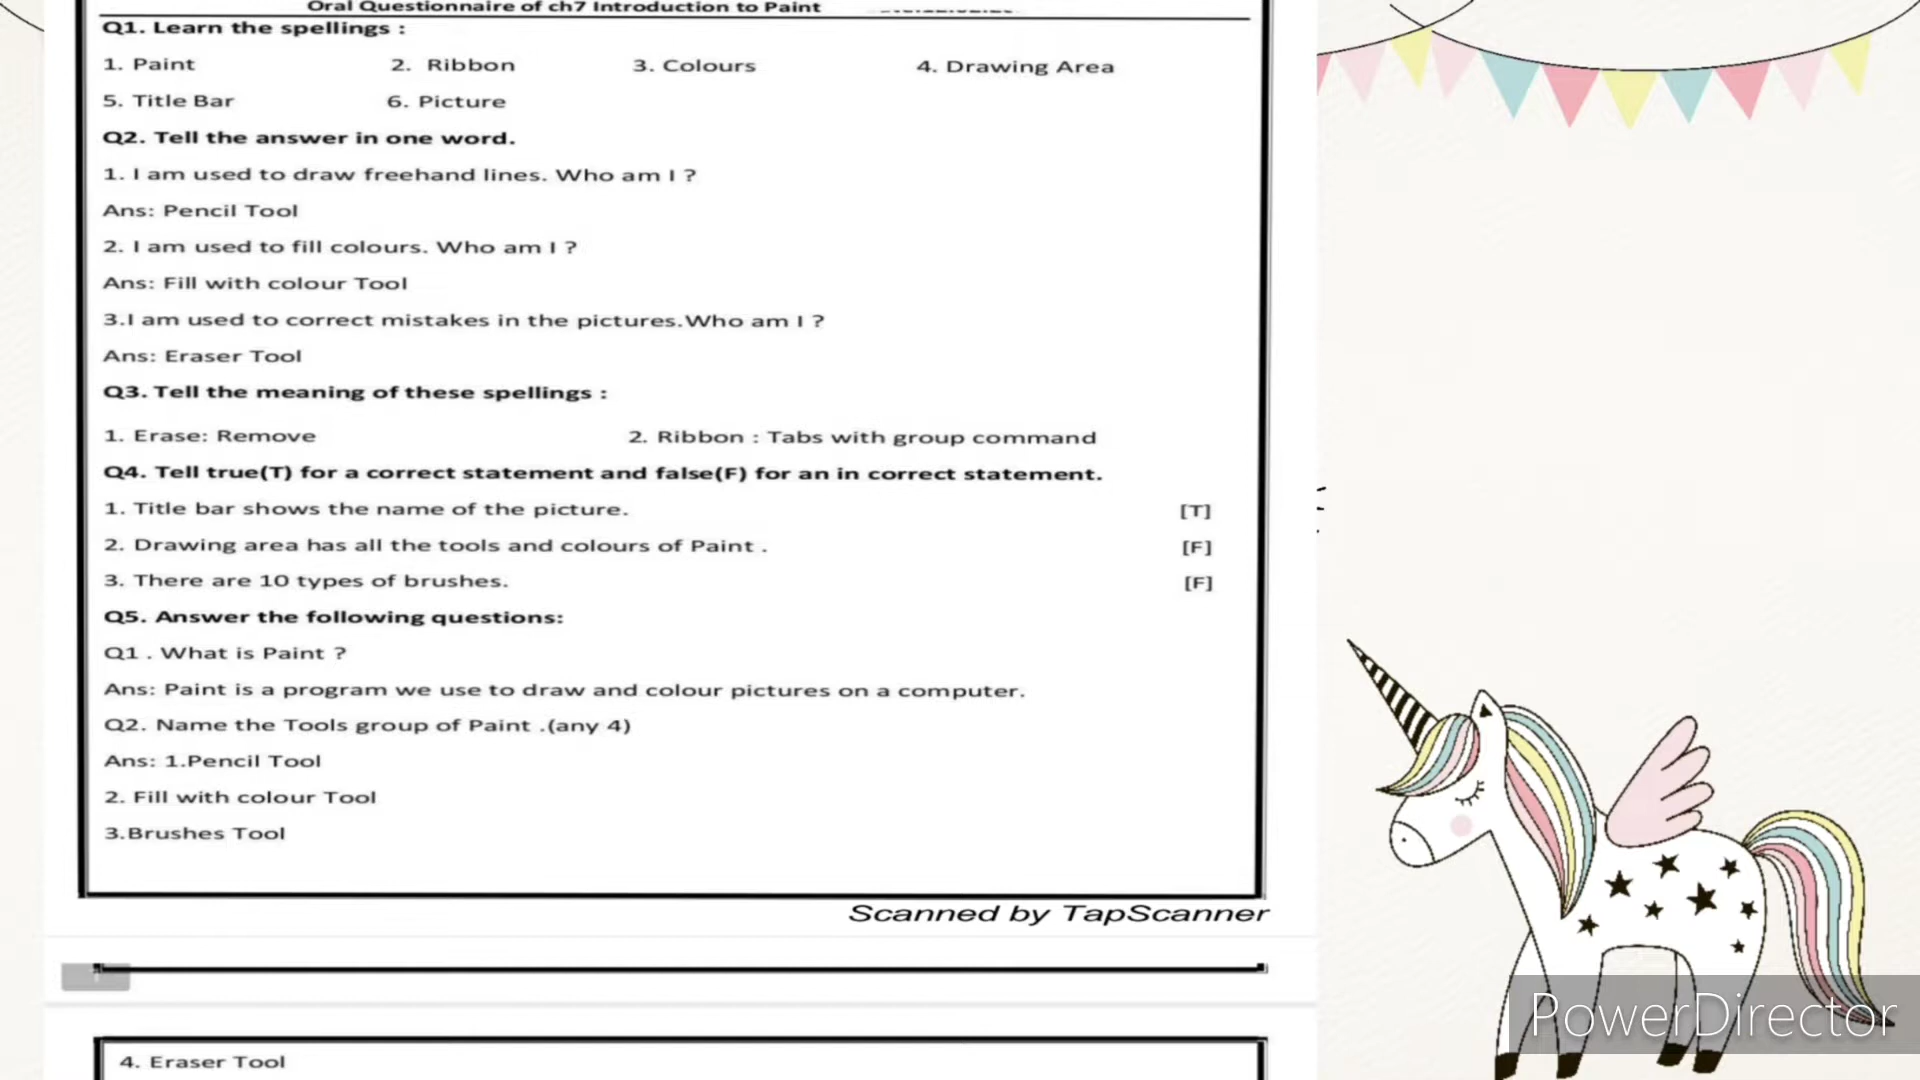 Oral Questionnaire of ch7 Introduction to Paint
Q1. Learn the spellings :
1. Paint 2. Ribbon 3. Colours 4. Drawing Area
5. Title Bar 6. Picture
Q2. Tell the answer in one word.
1. I am used to draw freehand lines. Who am I ?
Ans: Pencil Tool
2. I am used to fill colours. Who am I ?
Ans: Fill with colour Tool
3.I am used to correct mistakes in the pictures.Who am I ?
Ans: Eraser Tool
Q3. Tell the meaning of these spellings :
1. Erase: Remove 2. Ribbon : Tabs with group command
Q4. Tell true(T) for a correct statement and false(F) for an in correct statement.
1. Title bar shows the name of the picture. [T]
2. Drawing area has all the tools and colours of Paint . [F]
3. There are 10 types of brushes. [F]
Q5. Answer the following questions:
Q1 . What is Paint ?
Ans: Paint is a program we use to draw and colour pictures on a computer.
Q2. Name the Tools group of Paint .(any 4)
Ans: 1.Pencil Tool
2. Fill with colour Tool
3.Brushes Tool
Scanned by TapScanner
4. Eraser Tool
PowerDirector